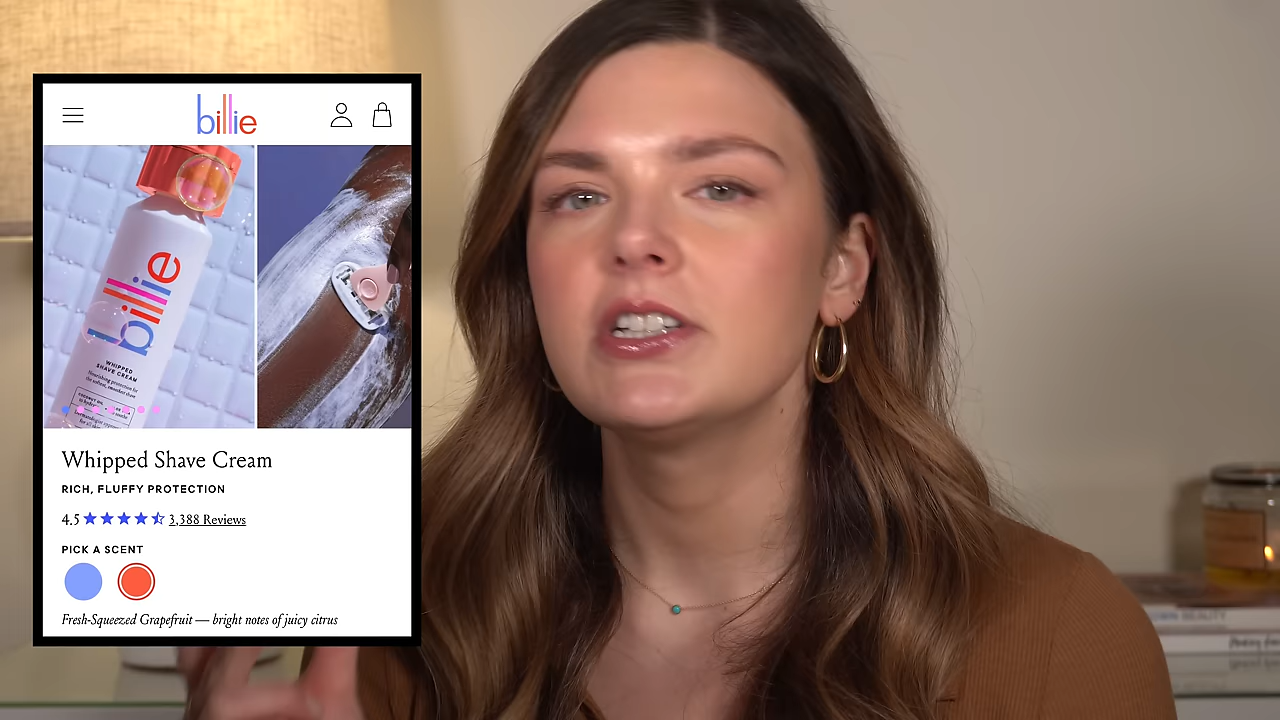 billie
billie
WHIPPED
SHAVE CREAM
Whipped Shave Cream
RICH, FLUFFY PROTECTION
4.5 3,388 Reviews
PICK A SCENT
Fresh-Squeezed Grapefruit — bright notes of juicy citrus
BEAUTY